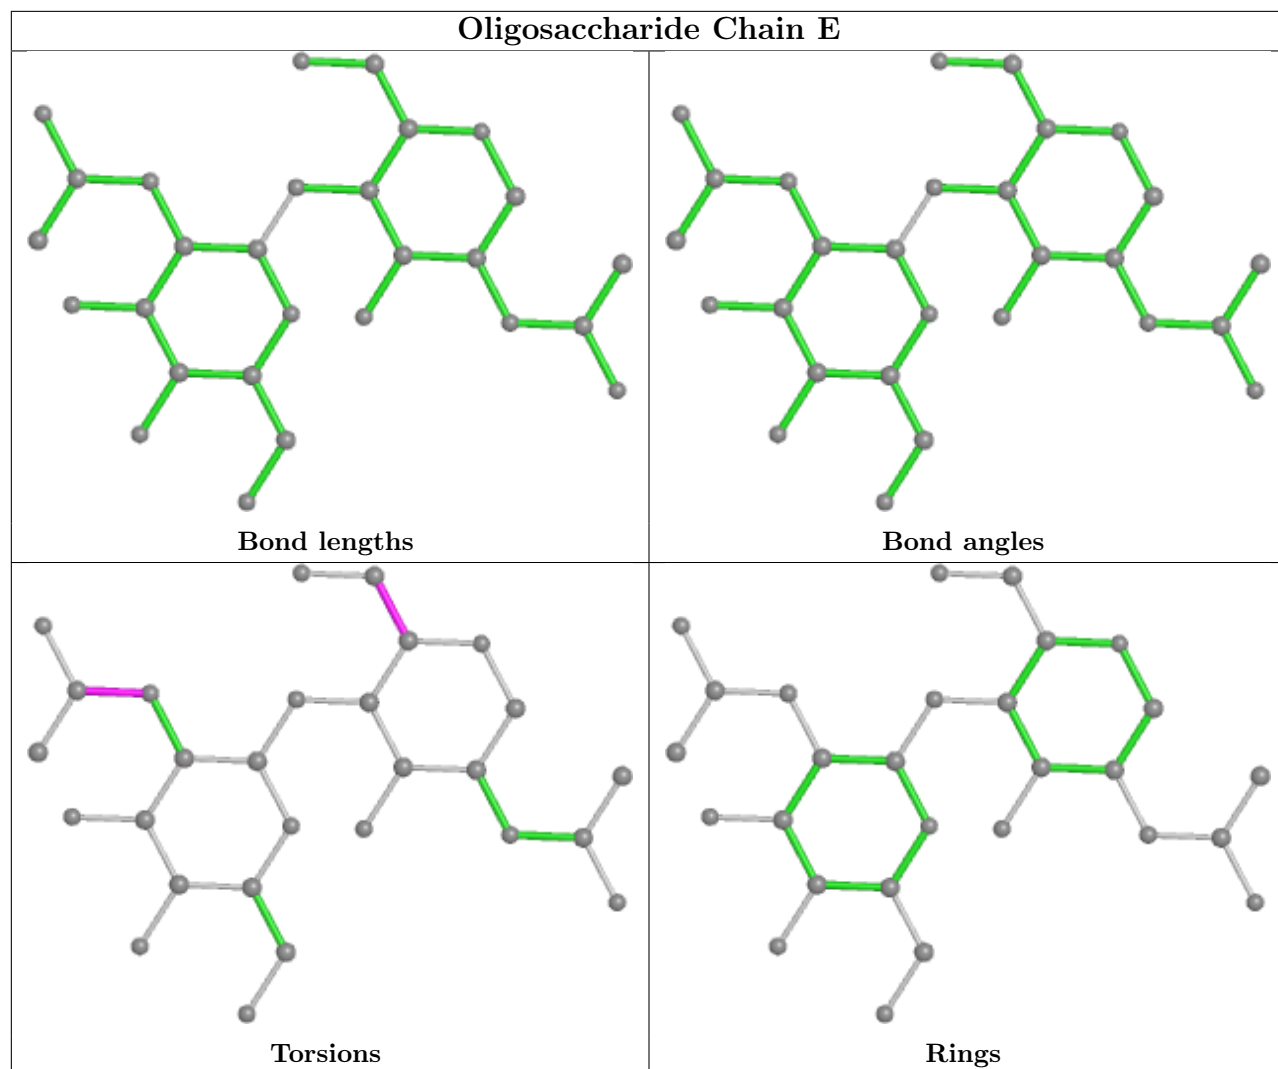 Oligosaccharide Chain E
Bond lengths
Bond angles
Torsions
Rings